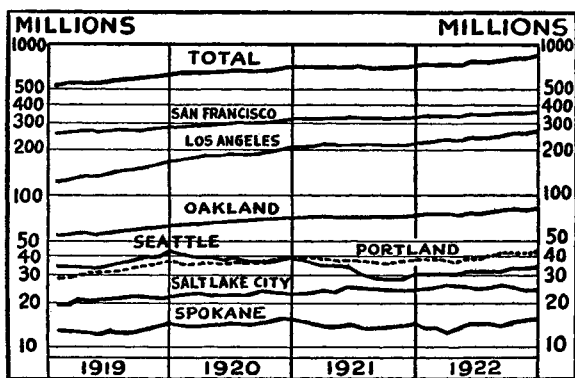 MILLIONS MILLIONS
1000 1000
TOTAL
500 500
400 400
300 SAN FRANCISCO 300
200 LOS ANGELES 200
100 100
OAKLAND
50 50
SEATTLE PORTLAND
40 40
30 30
SALT LAKE CITY
20 20
SPOKANE
10 10
1919 1920 1921 1922